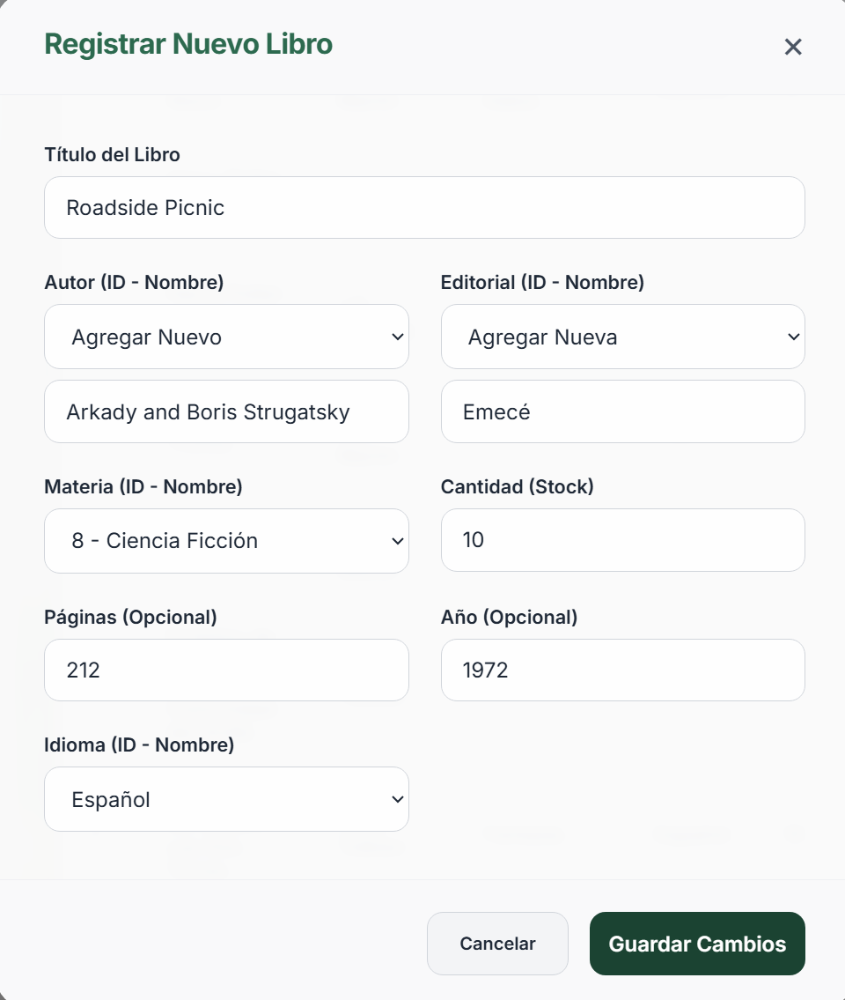 Registrar Nuevo Libro
Título del Libro
Roadside Picnic
Autor (ID - Nombre)
Editorial (ID - Nombre)
Agregar Nuevo
Agregar Nueva
Arkady and Boris Strugatsky
Emecé
Materia (ID - Nombre)
Cantidad (Stock)
8 - Ciencia Ficción
10
Páginas (Opcional)
Año (Opcional)
212
1972
Idioma (ID - Nombre)
Español
Cancelar
Guardar Cambios